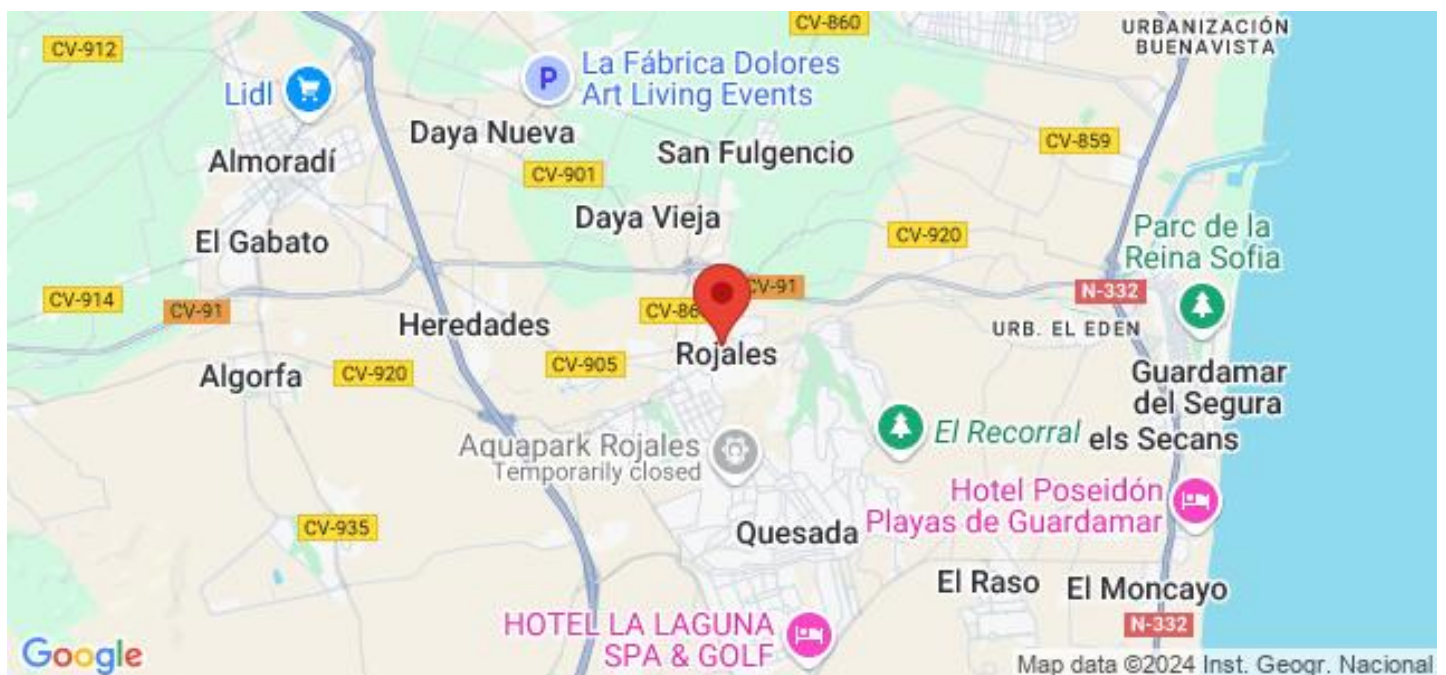 CV-860
URBANIZACIÓN
BUENAVISTA
CV-912
La Fábrica Dolores
Art Living Events
P
Lidl
Daya Nueva
CV-859
San Fulgencio
Almoradí
CV-901
Daya Vieja
Parc de la
Reina Sofia
El Gabato
CV-920
CV-914
CV-91
CV-91
N-332
CV-86
Heredades
URB. EL EDEN
Rojales
CV-905
Algorfa
CV-920
Guardamar
del Segura
El Recorral
els Secans
Aquapark Rojales
Temporarily closed
Hotel Poseidón
Playas de Guardamar
CV-935
Quesada
El Raso
El Moncayo
HOTEL LA LAGUNA
SPA & GOLF
N-332
Google
Map data ©2024 Inst. Geogr. Nacional